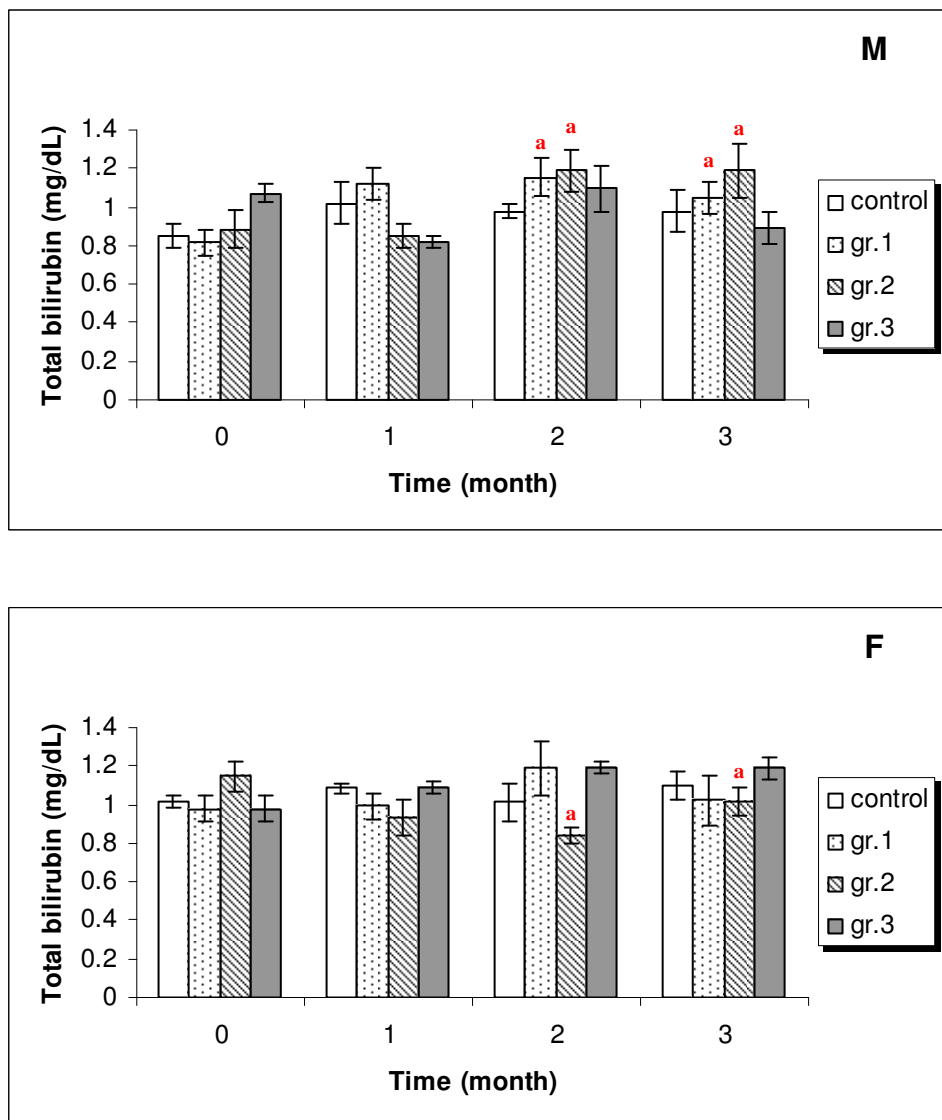 M
Total bilirubin (mg/dL)
1.4
1.2
1
0.8
0.6
0.4
0.2
0
a
a
a
a
0 1 2 3
Time (month)
control
gr.1
gr.2
gr.3
F
Total bilirubin (mg/dL)
1.4
1.2
1
0.8
0.6
0.4
0.2
0
a
a
0 1 2 3
Time (month)
control
gr.1
gr.2
gr.3